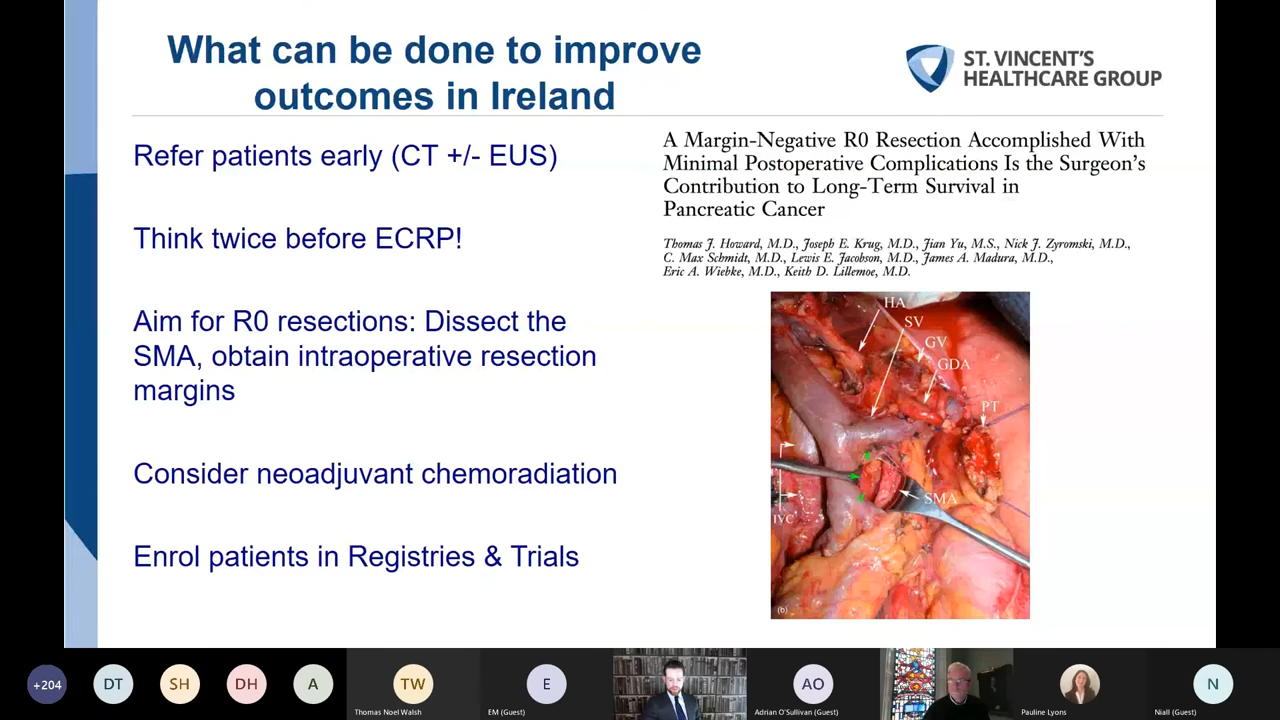 What can be done to improve
outcomes in Ireland
ST. VINCENT'S
HEALTHCARE GROUP
Refer patients early (CT +/- EUS)
Think twice before ECRP!
Aim for R0 resections: Dissect the
SMA, obtain intraoperative resection
margins
Consider neoadjuvant chemoradiation
Enrol patients in Registries & Trials
A Margin-Negative R0 Resection Accomplished With
Minimal Postoperative Complications Is the Surgeon's
Contribution to Long-Term Survival in
Pancreatic Cancer
Thomas J. Howard, M.D., Joseph E. Krug, M.D., Jian Yu, M.S., Nick J. Zyromski, M.D.,
C. Max Schmidt, M.D., Lewis E. Jacobson, M.D., James A. Madura, M.D.,
Eric A. Wiebke, M.D., Keith D. Lillemoe, M.D.
HA
SV
GV
GDA
PT
SMA
IVC
(b)
+204
DT
SH
DH
A
TW
Thomas Noel Walsh
E
EM (Guest)
AO
Adrian O'Sullivan (Guest)
Pauline Lyons
N
Niall (Guest)